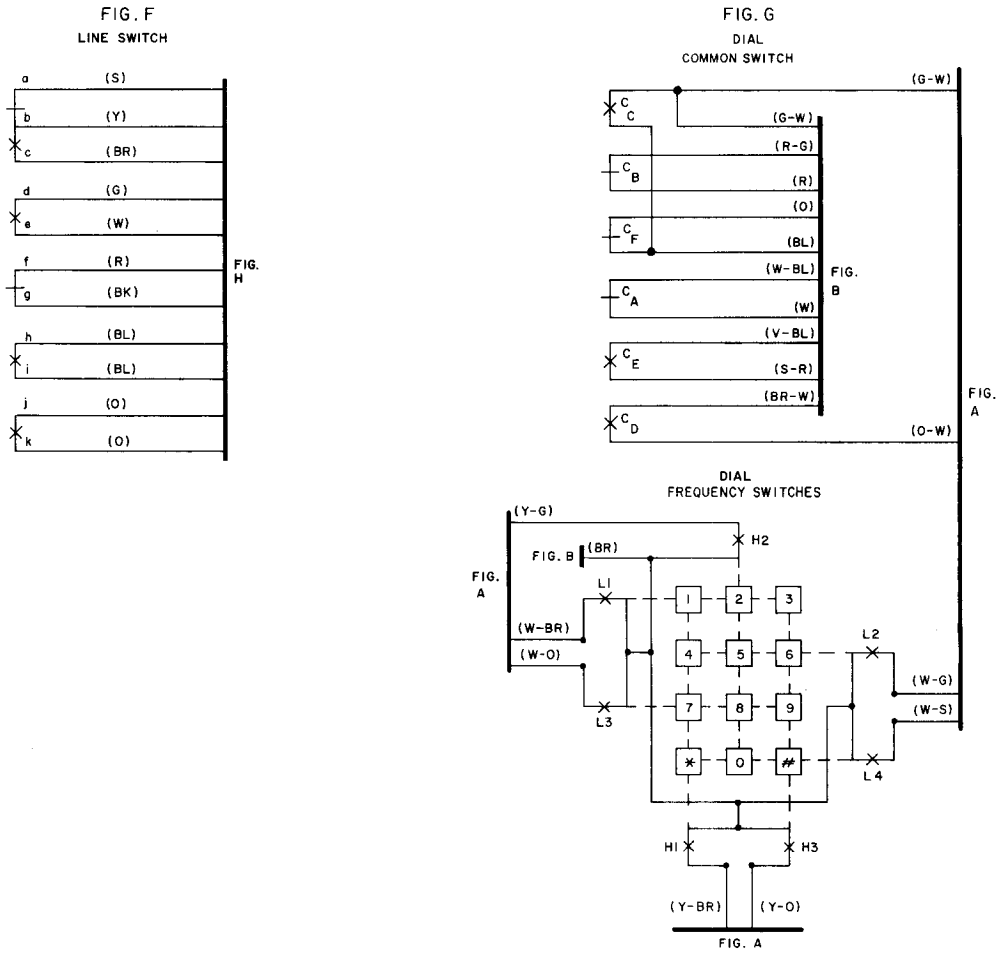 FIG. F
LINE SWITCH
a (S)
b (Y)
c (BR)
d (G)
e (W)
f (R)
g (BK)
h (BL)
i (BL)
j (O)
k (O)
FIG.
H
FIG. G
DIAL
COMMON SWITCH
(G-W)
C C
(G-W)
(R-G)
C B
(R)
(O)
C F
(BL)
(W-BL)
C A
(W)
(V-BL)
C E
(S-R)
(BR-W)
C D
(O-W)
FIG.
B
FIG.
A
DIAL
FREQUENCY SWITCHES
(Y-G)
H2
FIG. B (BR)
FIG.
A
L1
1 2 3
(W-BR)
L2
4 5 6
(W-O)
(W-G)
7 8 9
(W-S)
L3
* 0 #
L4
H1 H3
(Y-BR) (Y-O)
FIG. A